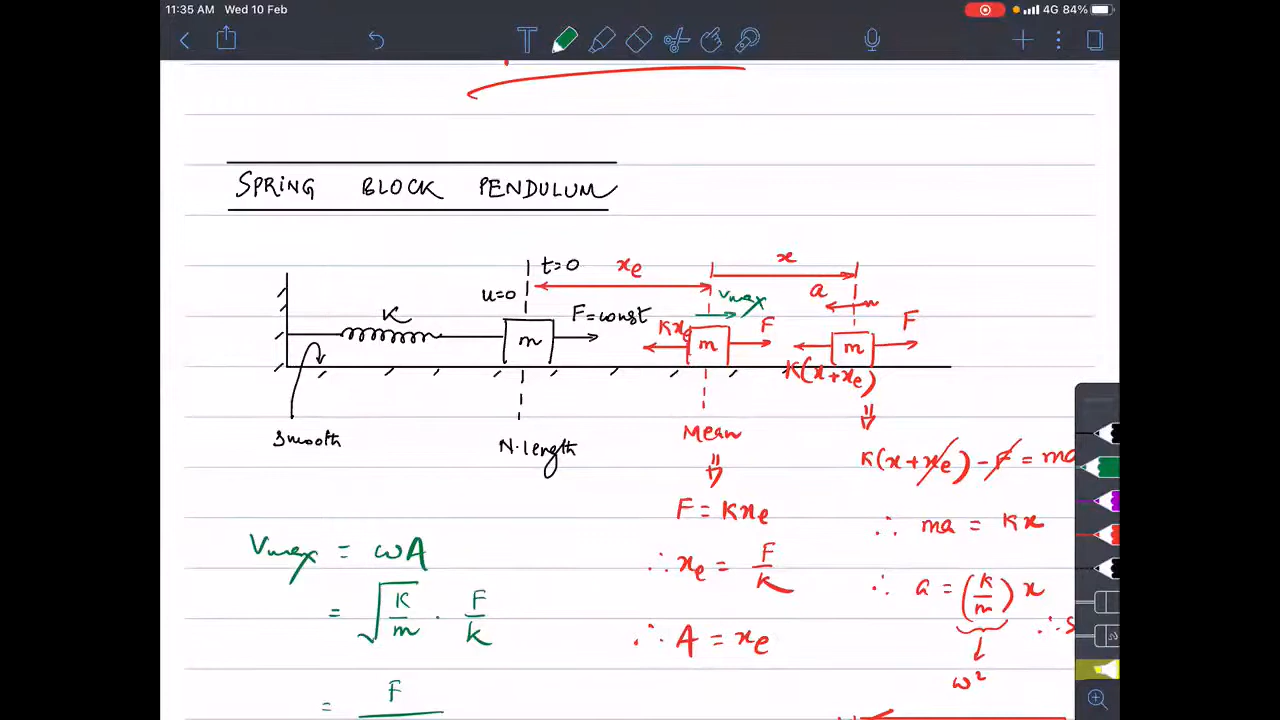 11:35 AM Wed 10 Feb
4G 84%
SPRING BLOCK PENDULUM
t=0
xe
x
u=0
vmax
a
K
F=const
Kxe
F
F
m
m
m
K(x+xe)
Smooth
N.length
Mean
K(x+xe) - F = ma
F = Kxe
∴ ma = Kx
Vmax = ωA
∴ xe = F/k
∴ a = (k/m) x
= √K/m · F/k
∴ A = xe
∴ S
ω²
= F